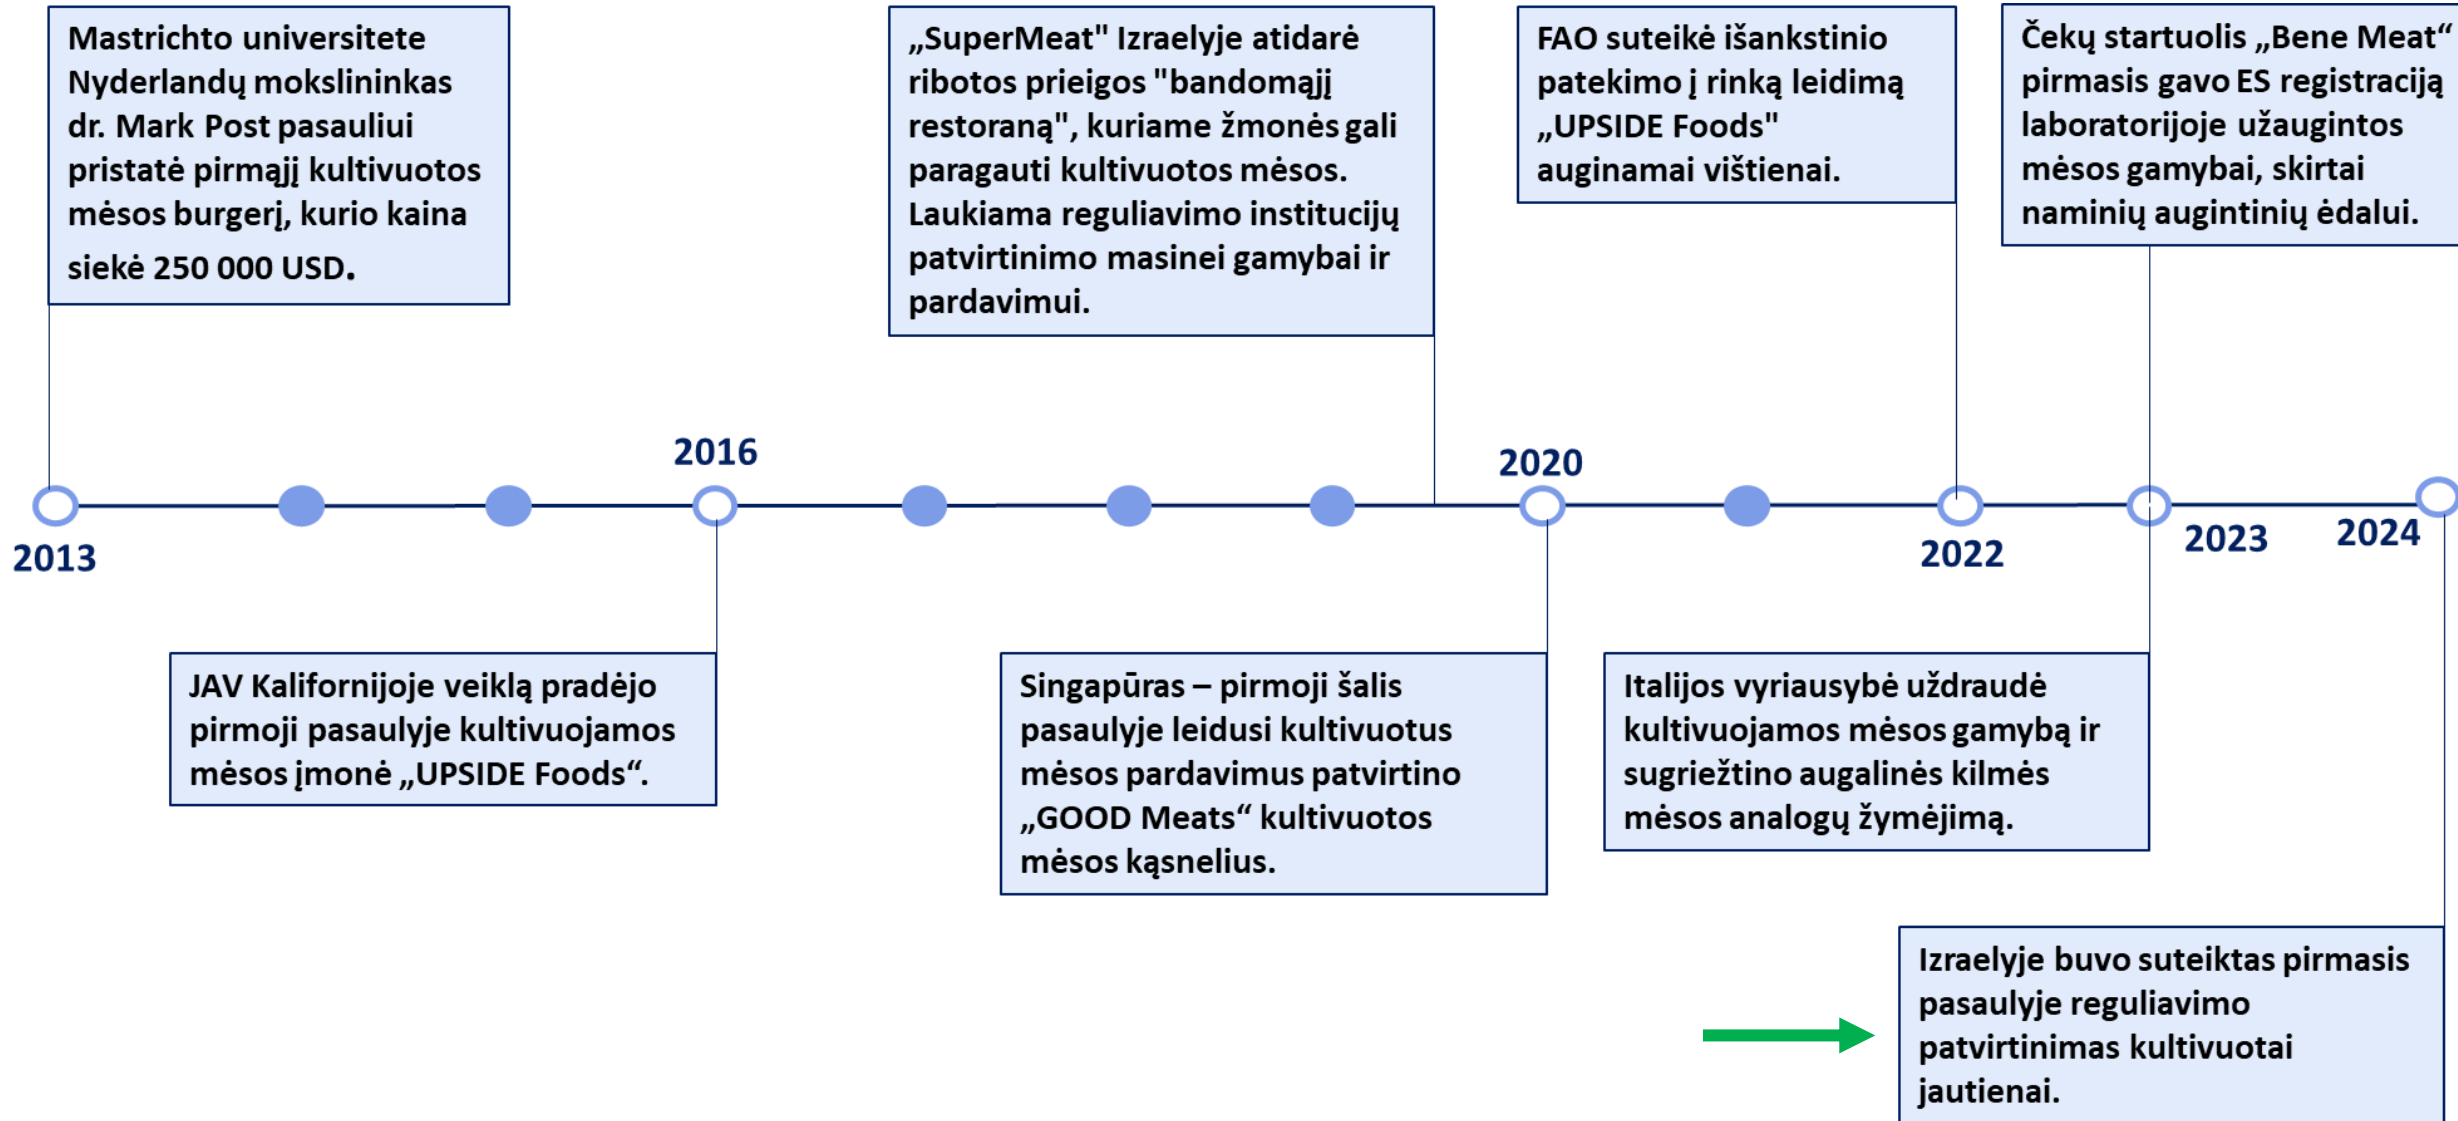 Mastrichto universitete
Nyderlandų mokslininkas
dr. Mark Post pasauliui
pristatė pirmąjį kultivuotos
mėsos burgerį, kurio kaina
siekė 250 000 USD.
„SuperMeat" Izraelyje atidarė
ribotos prieigos "bandomąjį
restoraną", kuriame žmonės gali
paragauti kultivuotos mėsos.
Laukiama reguliavimo institucijų
patvirtinimo masinei gamybai ir
pardavimui.
FAO suteikė išankstinio
patekimo į rinką leidimą
„UPSIDE Foods"
auginamai vištienai.
Čekų startuolis „Bene Meat“
pirmasis gavo ES registraciją
laboratorijoje užaugintos
mėsos gamybai, skirtai
naminių augintinių ėdalui.
2013
2016
2020
2022
2023
2024
JAV Kalifornijoje veiklą pradėjo
pirmoji pasaulyje kultivuojamos
mėsos įmonė „UPSIDE Foods“.
Singapūras – pirmoji šalis
pasaulyje leidusi kultivuotus
mėsos pardavimus patvirtino
„GOOD Meats“ kultivuotos
mėsos kąsnelius.
Italijos vyriausybė uždraudė
kultivuojamos mėsos gamybą ir
sugriežtino augalinės kilmės
mėsos analogų žymėjimą.
Izraelyje buvo suteiktas pirmasis
pasaulyje reguliavimo
patvirtinimas kultivuotai
jautienai.